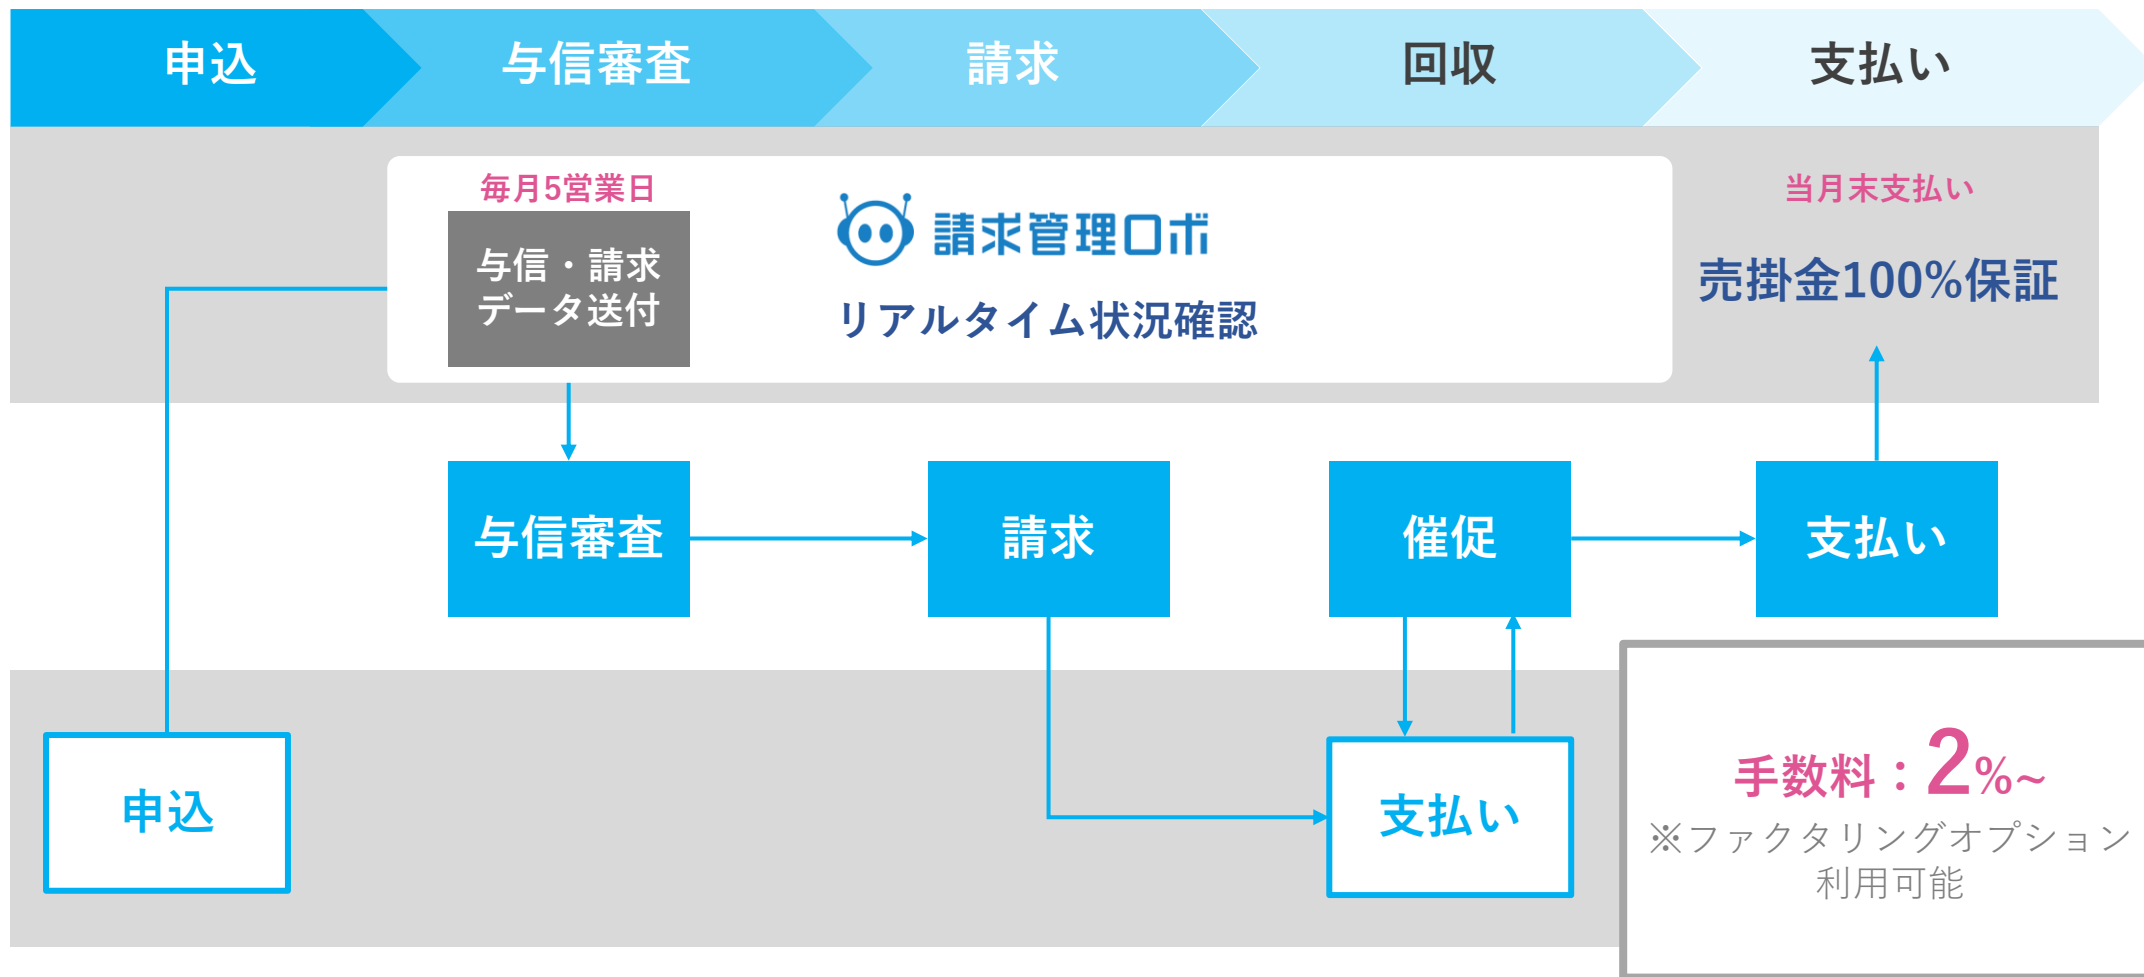 申込
与信審査
請求
回収
支払い
毎月5営業日
与信・請求
データ送付
請求管理ロボ
リアルタイム状況確認
当月末支払い
売掛金100%保証
与信審査
請求
催促
支払い
申込
支払い
手数料：2%~
※ファクタリングオプション
利用可能